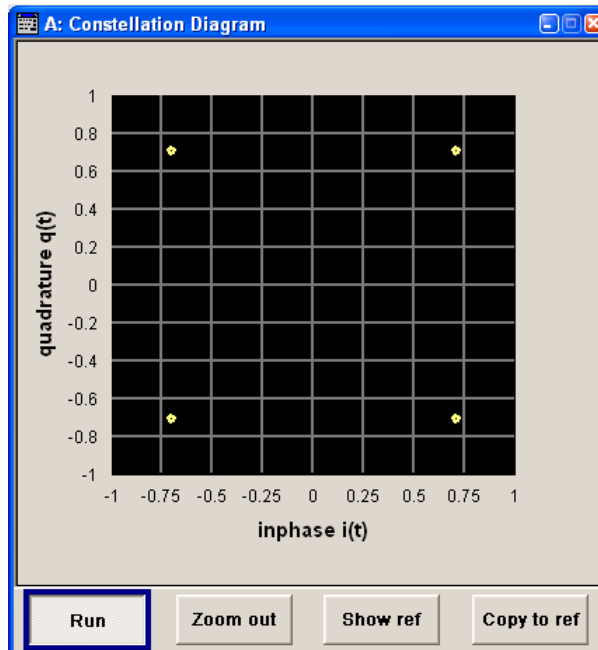 A: Constellation Diagram
1
0.8
0.6
0.4
0.2
0
-0.2
-0.4
-0.6
-0.8
-1
quadrature q(t)
-1 -0.75 -0.5 -0.25 0 0.25 0.5 0.75 1
inphase i(t)
Run Zoom out Show ref Copy to ref